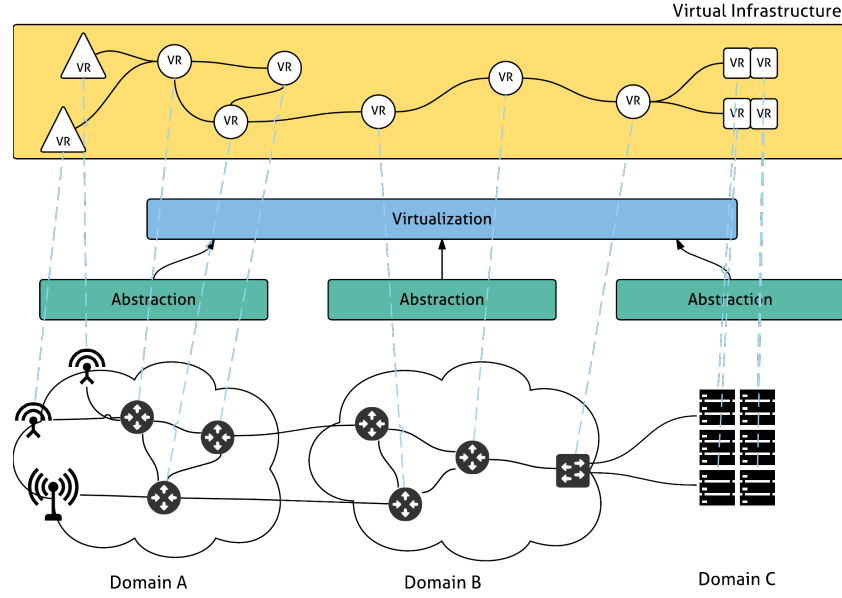 Virtual Infrastructure
VR
VR
VR
VR
VR
VR
VR
VR
VR
VR
VR
VR
Virtualization
Abstraction
Abstraction
Abstraction
Domain A
Domain B
Domain C